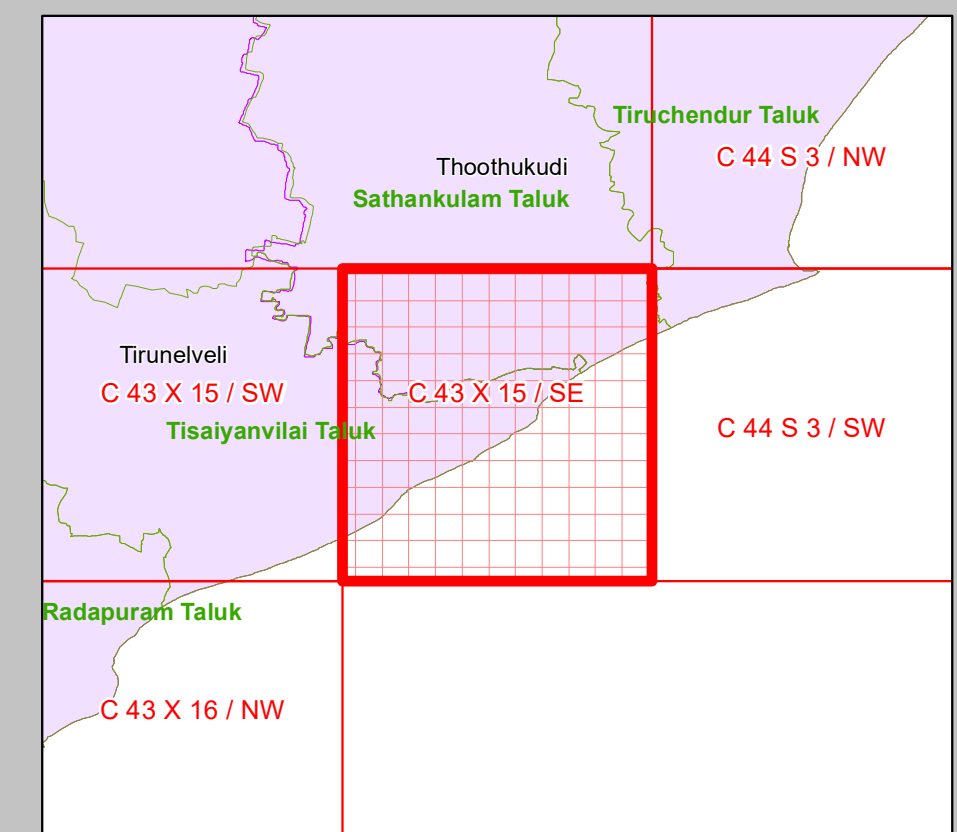 Tiruchendur Taluk
C 44 S 3 / NW
Thoothukudi
Sathankulam Taluk
Tirunelveli
C 43 X 15 / SW
C 43 X 15 / SE
Tisaiyanvilai Taluk
C 44 S 3 / SW
Radapuram Taluk
C 43 X 16 / NW